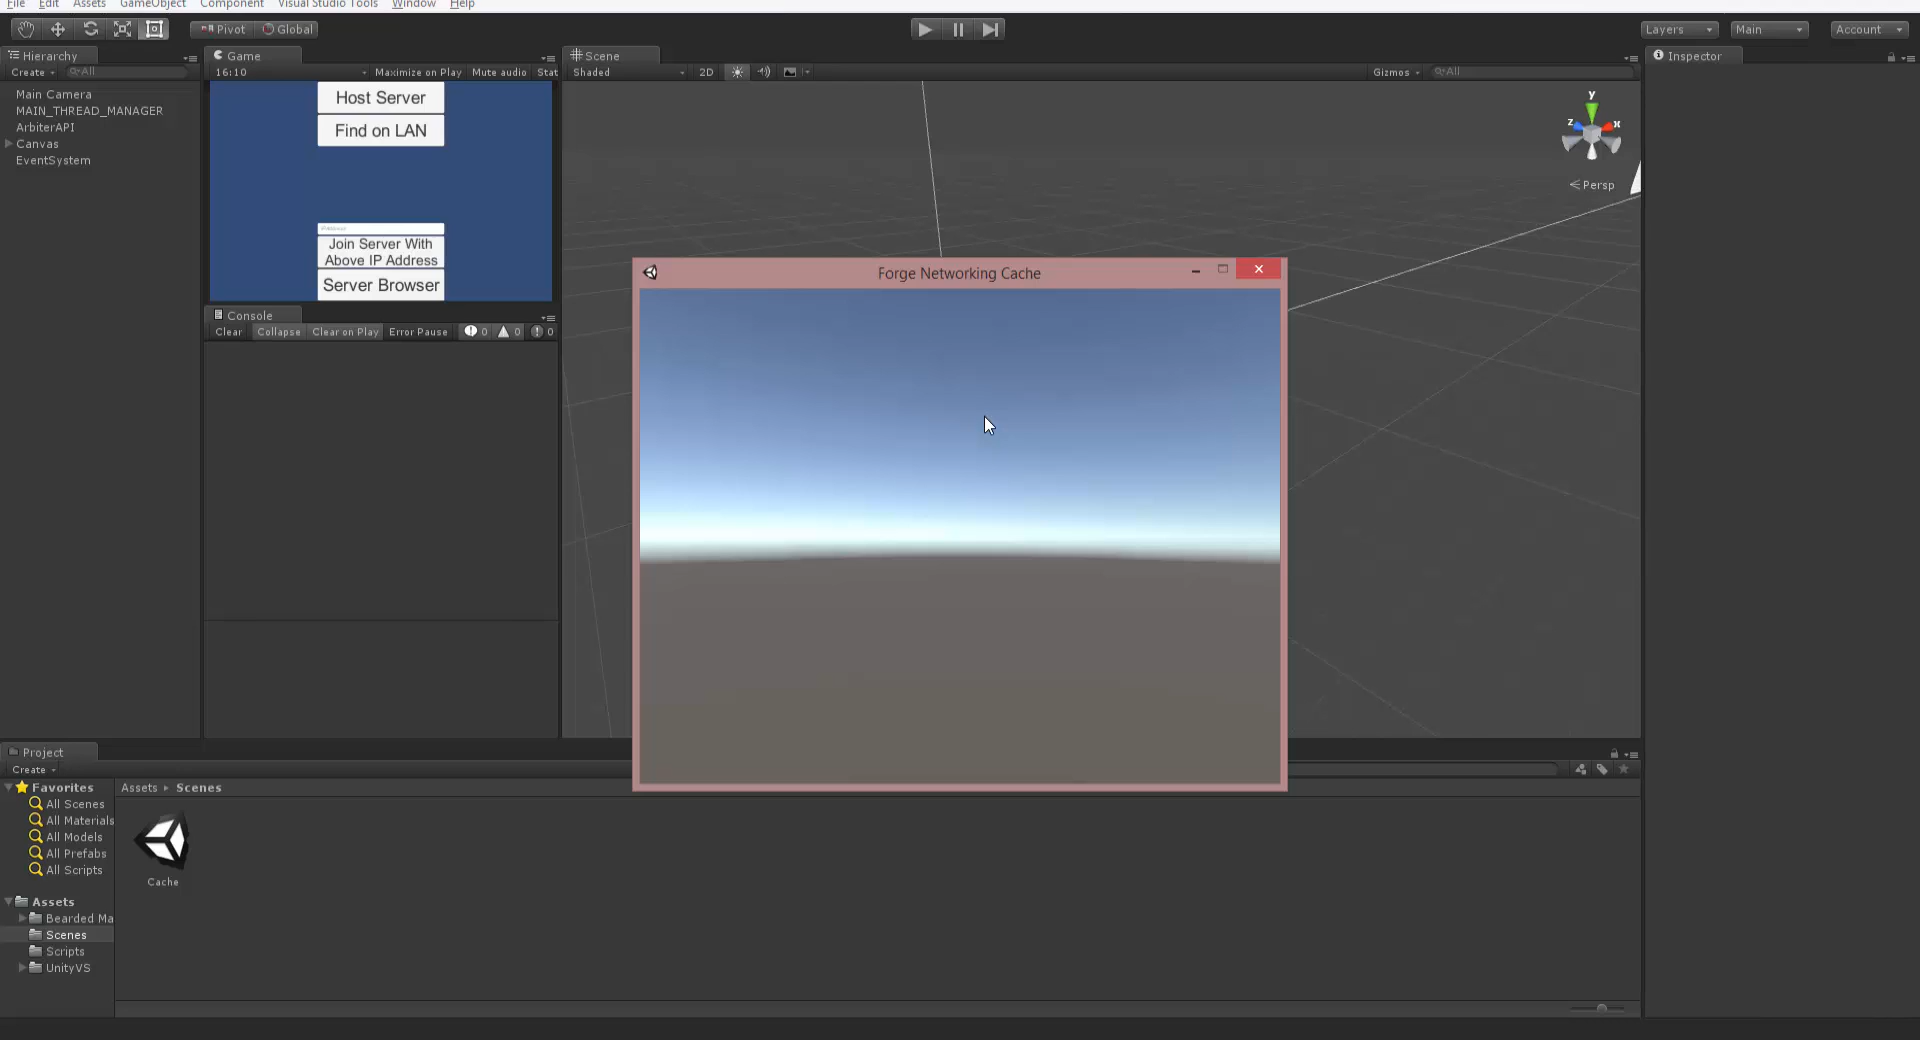 File Edit Assets GameObject Component Visual Studio Tools Window Help
Pivot Global Layers Main Account
Hierarchy
Create All
Main Camera
MAIN_THREAD_MANAGER
ArbiterAPI
Canvas
EventSystem
Game
16:10 Maximize on Play Mute audio Stat
Host Server
Find on LAN
Join Server With
Above IP Address
Server Browser
Console
Clear Collapse Clear on Play Error Pause 0 0 0
Scene
Shaded 2D Gizmos All
y
z x
Persp
Forge Networking Cache
Inspector
Project
Create
Favorites
All Scenes
All Materials
All Models
All Prefabs
All Scripts
Assets
Bearded Ma
Scenes
Scripts
UnityVS
Assets Scenes
Cache